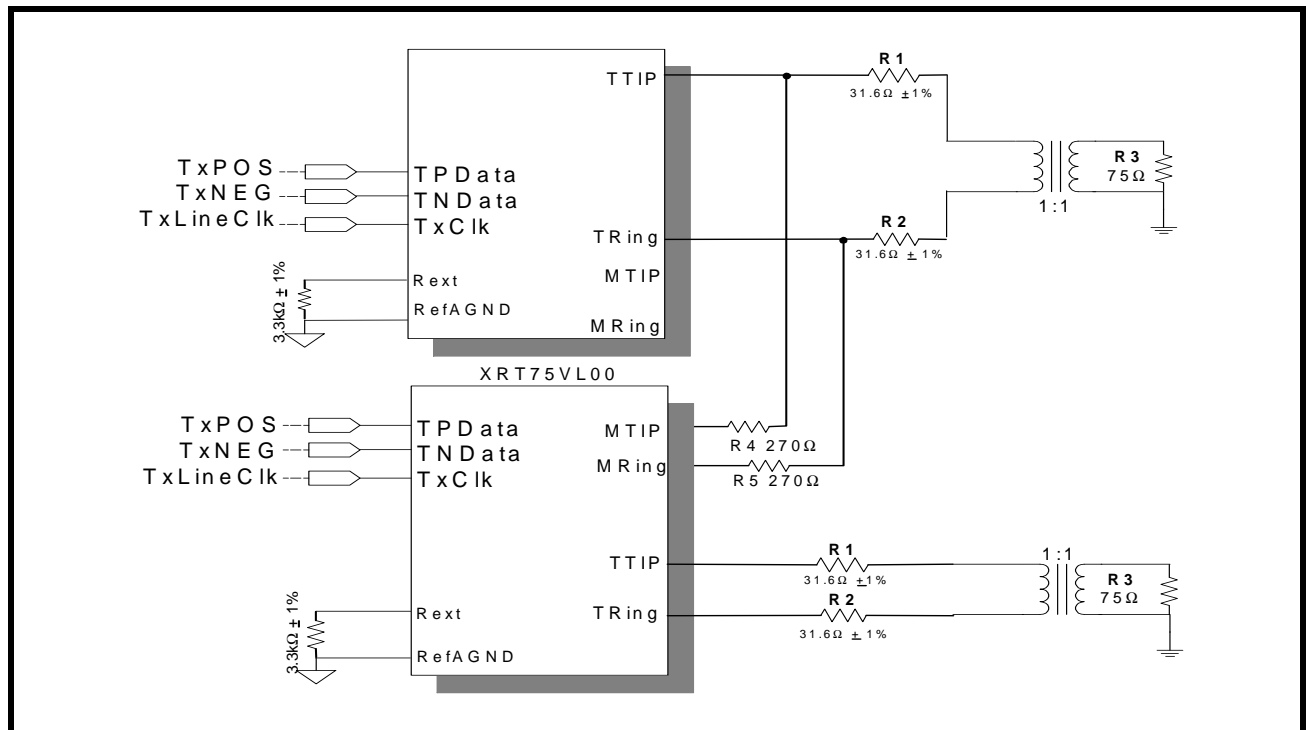 TTIP
R1
31.6Ω ±1%
TxPOS
TPData
TxNEG
TNData
TxLineClk
TxClk
R3
75Ω
1:1
TRing
R2
31.6Ω ±1%
MTIP
Rext
3.3kΩ ± 1%
RefAGND
MRing
XRT75VL00
TxPOS
TPData
TxNEG
TNData
TxLineClk
TxClk
MTIP
R4 270Ω
MRing
R5 270Ω
TTIP
R1
31.6Ω ±1%
1:1
R3
75Ω
Rext
3.3kΩ ± 1%
TRing
R2
31.6Ω ± 1%
RefAGND